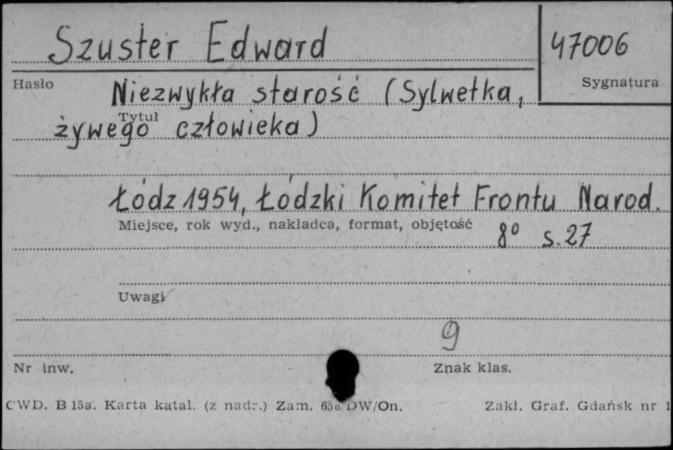 Szuster Edward
47006
Hasło
Sygnatura
Niezwykła starość (Sylwetka,
Tytuł
żywego człowieka)
Łódz 1954, Łódzki Komitet Frontu Narod.
Miejsce, rok wyd., nakładca, format, objętość
8° s. 27
Uwagi
9
Nr inw.
Znak klas.
CWD. B 15a. Karta katal. (z nadr.) Zam. DW/On.
Zakł. Graf. Gdańsk nr 1